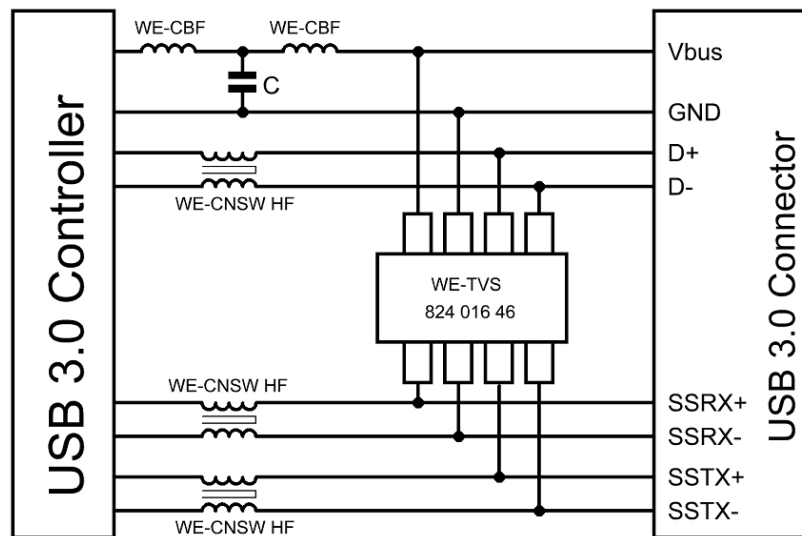 WE-CBF
WE-CBF
C
Vbus
GND
D+
D-
WE-CNSW HF
WE-TVS
824 016 46
WE-CNSW HF
WE-CNSW HF
SSRX+
SSRX-
SSTX+
SSTX-
USB 3.0 Controller
USB 3.0 Connector